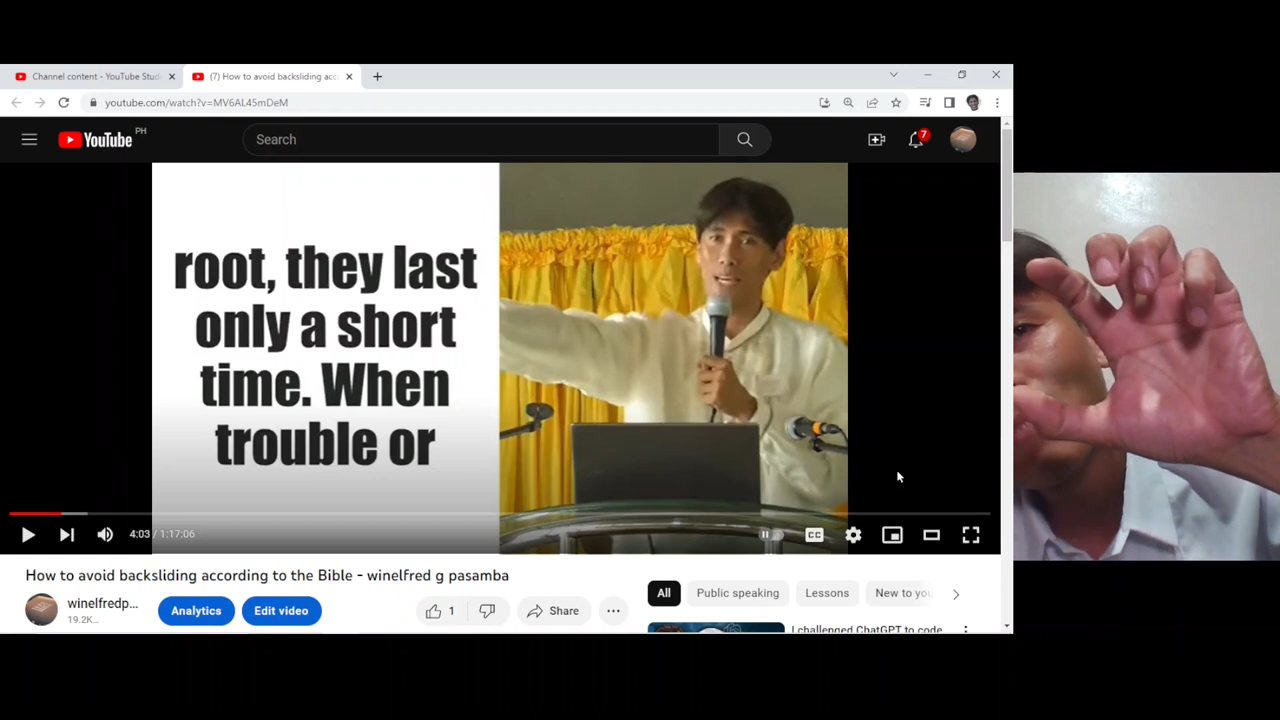 Channel content - YouTube Stud
(7) How to avoid backsliding acc
youtube.com/watch?v=MV6AL45mDeM
YouTube PH
Search
7
root, they last
only a short
time. When
trouble or
4:03 / 1:17:06
CC
How to avoid backsliding according to the Bible - winelfred g pasamba
winelfredp...
19.2K...
Analytics
Edit video
1
Share
All
Public speaking
Lessons
New to you
I challenged ChatGPT to code